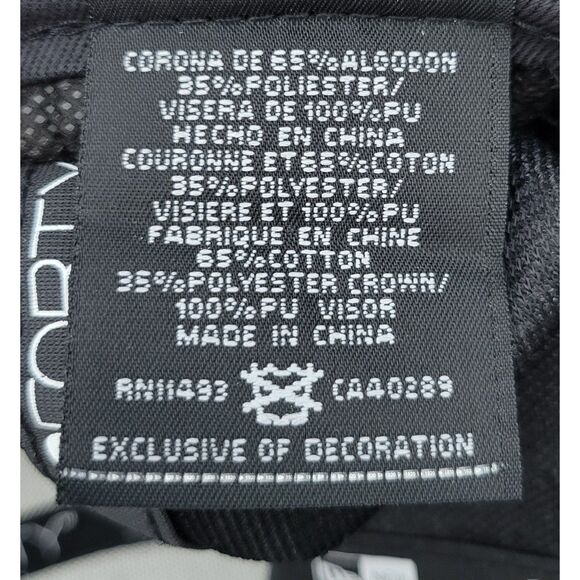 CORONA DE 65%ALGODON
35%POLIESTER/
VISERA DE 100%PU
HECHO EN CHINA
COURONNE ET 65%COTON
35%POLYESTER/
VISIERE ET 100%PU
FABRIQUE EN CHINE
65%COTTON
35%POLYESTER CROWN/
100%PU VISOR
MADE IN CHINA
RN11493 CA40289
EXCLUSIVE OF DECORATION